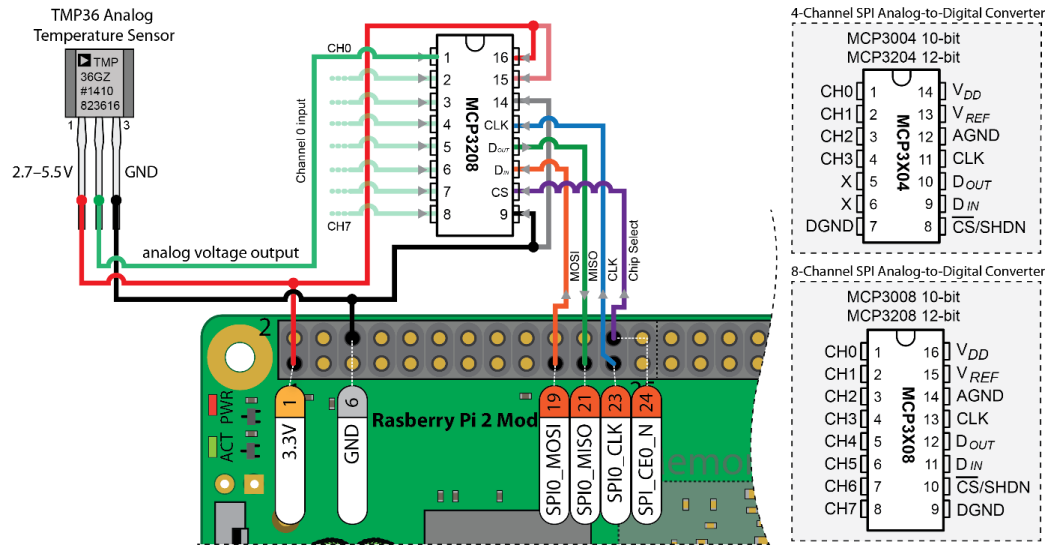 TMP36 Analog
Temperature Sensor
TMP
36GZ
#1410
823616
1
3
2.7–5.5V
GND
analog voltage output
Channel 0 input
CH0
CH7
MCP3208
1
2
3
4
5
6
7
8
16
15
14
CLK
DOUT
DIN
CS
9
MOSI
MISO
CLK
Chip Select
2
PWR
ACT
Rasberry Pi 2 Mod
1
3.3V
6
GND
19
SPI0_MOSI
21
SPI0_MISO
23
SPI0_CLK
24
SPI_CE0_N
4-Channel SPI Analog-to-Digital Converter
MCP3004 10-bit
MCP3204 12-bit
MCP3X04
CH0 1 14 VDD
CH1 2 13 VREF
CH2 3 12 AGND
CH3 4 11 CLK
X 5 10 DOUT
X 6 9 DIN
DGND 7 8 CS/SHDN
8-Channel SPI Analog-to-Digital Converter
MCP3008 10-bit
MCP3208 12-bit
MCP3X08
CH0 1 16 VDD
CH1 2 15 VREF
CH2 3 14 AGND
CH3 4 13 CLK
CH4 5 12 DOUT
CH5 6 11 DIN
CH6 7 10 CS/SHDN
CH7 8 9 DGND